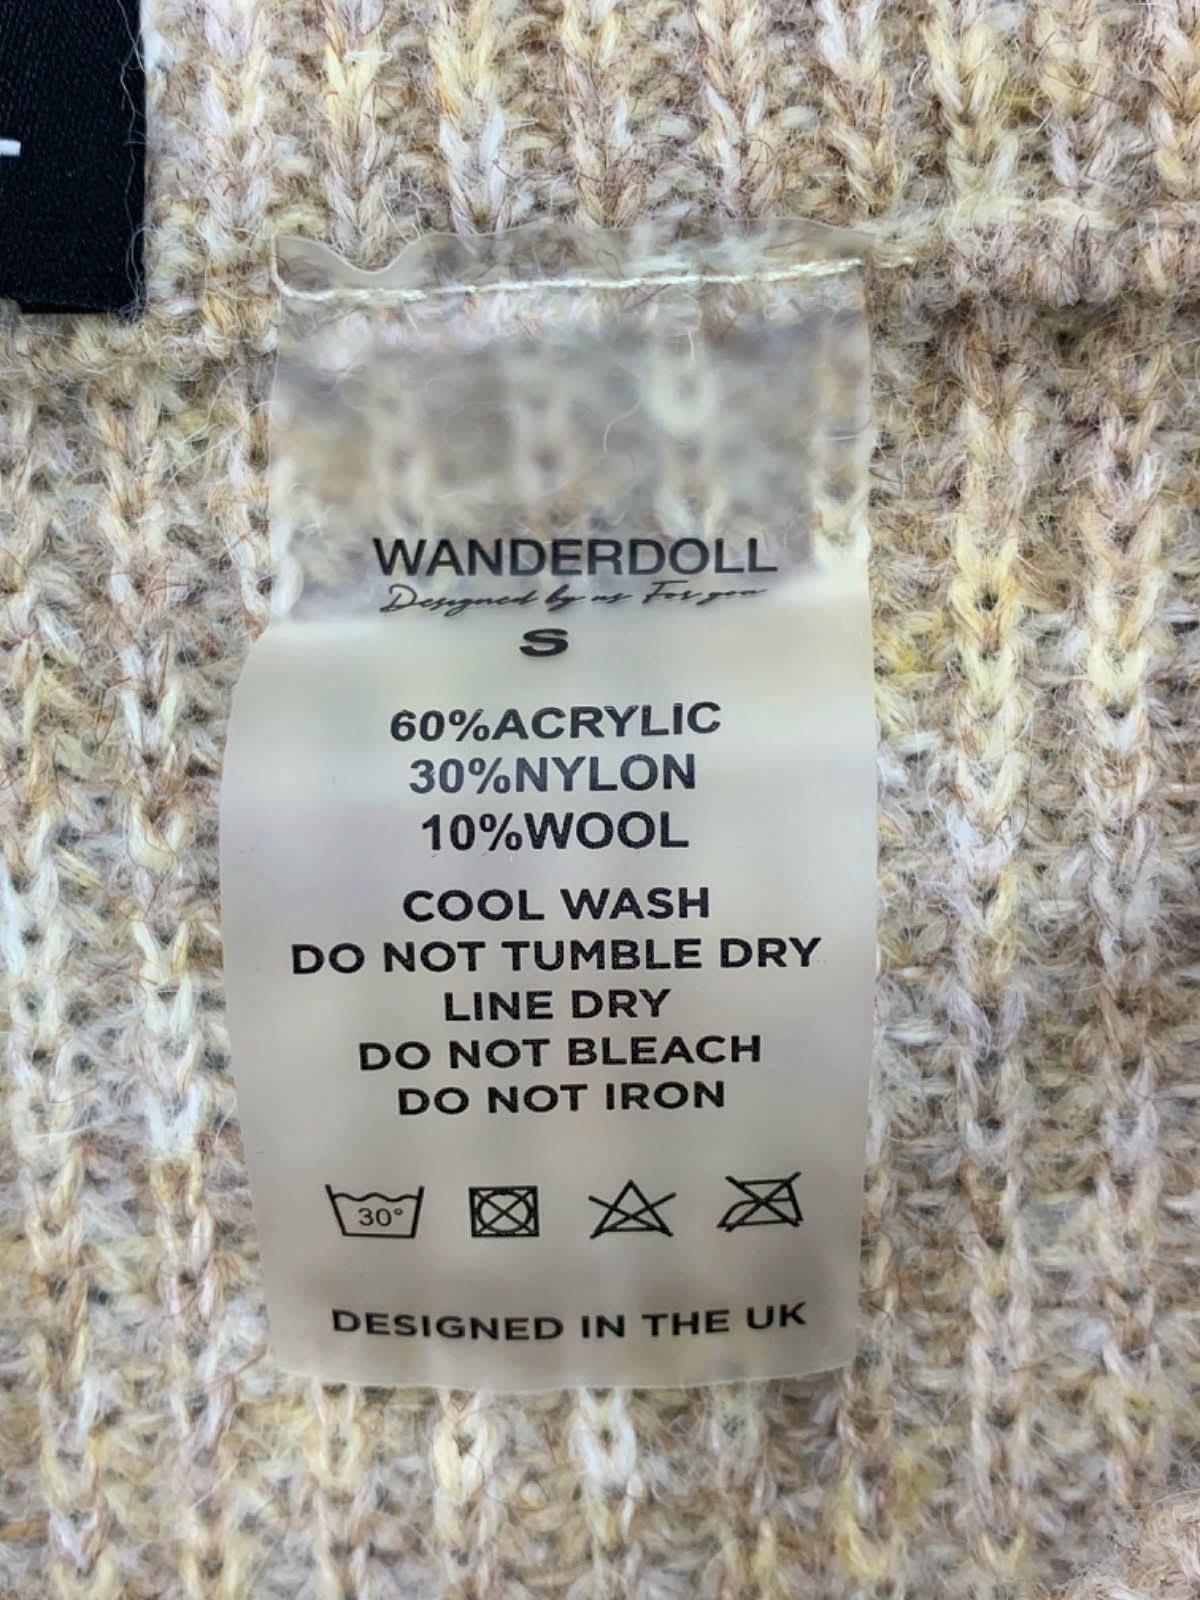 WANDERDOLL
Designed by us For you
S
60%ACRYLIC
30%NYLON
10%WOOL
COOL WASH
DO NOT TUMBLE DRY
LINE DRY
DO NOT BLEACH
DO NOT IRON
30°
DESIGNED IN THE UK